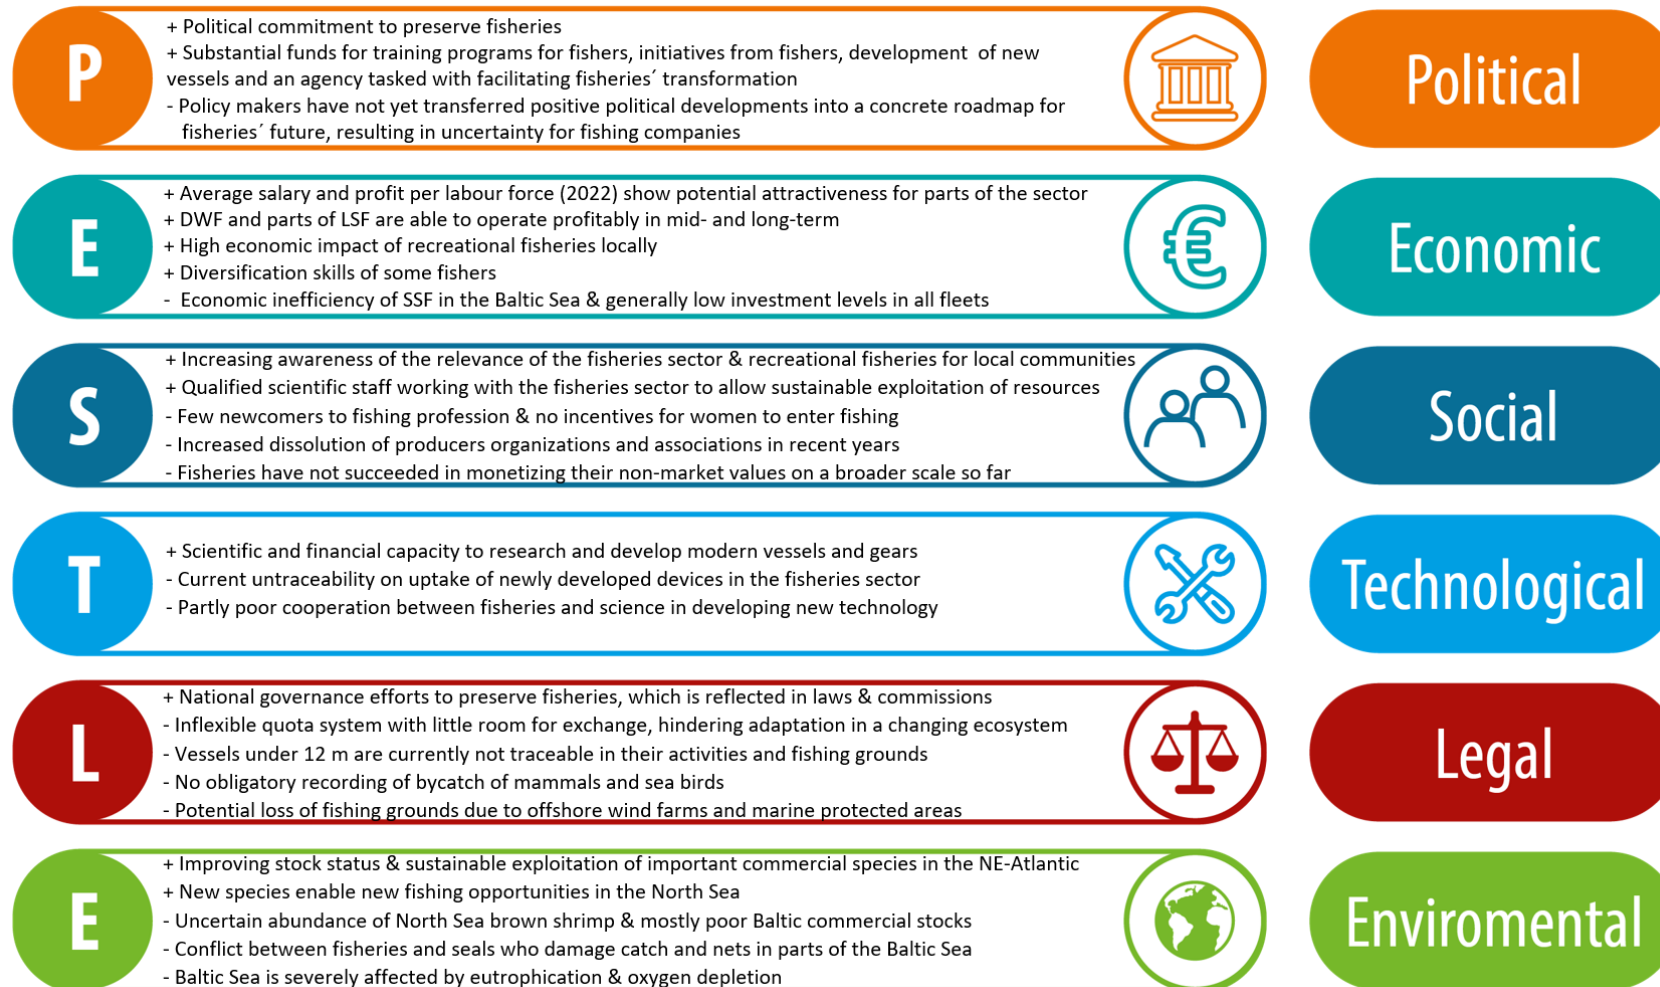 P
+ Political commitment to preserve fisheries
+ Substantial funds for training programs for fishers, initiatives from fishers, development  of new
vessels and an agency tasked with facilitating fisheries´ transformation
- Policy makers have not yet transferred positive political developments into a concrete roadmap for
fisheries´ future, resulting in uncertainty for fishing companies
Political
E
+ Average salary and profit per labour force (2022) show potential attractiveness for parts of the sector
+ DWF and parts of LSF are able to operate profitably in mid- and long-term
+ High economic impact of recreational fisheries locally
+ Diversification skills of some fishers
- Economic inefficiency of SSF in the Baltic Sea & generally low investment levels in all fleets
€
Economic
S
+ Increasing awareness of the relevance of the fisheries sector & recreational fisheries for local communities
+ Qualified scientific staff working with the fisheries sector to allow sustainable exploitation of resources
- Few newcomers to fishing profession & no incentives for women to enter fishing
- Increased dissolution of producers organizations and associations in recent years
- Fisheries have not succeeded in monetizing their non-market values on a broader scale so far
Social
T
+ Scientific and financial capacity to research and develop modern vessels and gears
- Current untraceability on uptake of newly developed devices in the fisheries sector
- Partly poor cooperation between fisheries and science in developing new technology
Technological
L
+ National governance efforts to preserve fisheries, which is reflected in laws & commissions
- Inflexible quota system with little room for exchange, hindering adaptation in a changing ecosystem
- Vessels under 12 m are currently not traceable in their activities and fishing grounds
- No obligatory recording of bycatch of mammals and sea birds
- Potential loss of fishing grounds due to offshore wind farms and marine protected areas
Legal
E
+ Improving stock status & sustainable exploitation of important commercial species in the NE-Atlantic
+ New species enable new fishing opportunities in the North Sea
- Uncertain abundance of North Sea brown shrimp & mostly poor Baltic commercial stocks
- Conflict between fisheries and seals who damage catch and nets in parts of the Baltic Sea
- Baltic Sea is severely affected by eutrophication & oxygen depletion
Enviromental